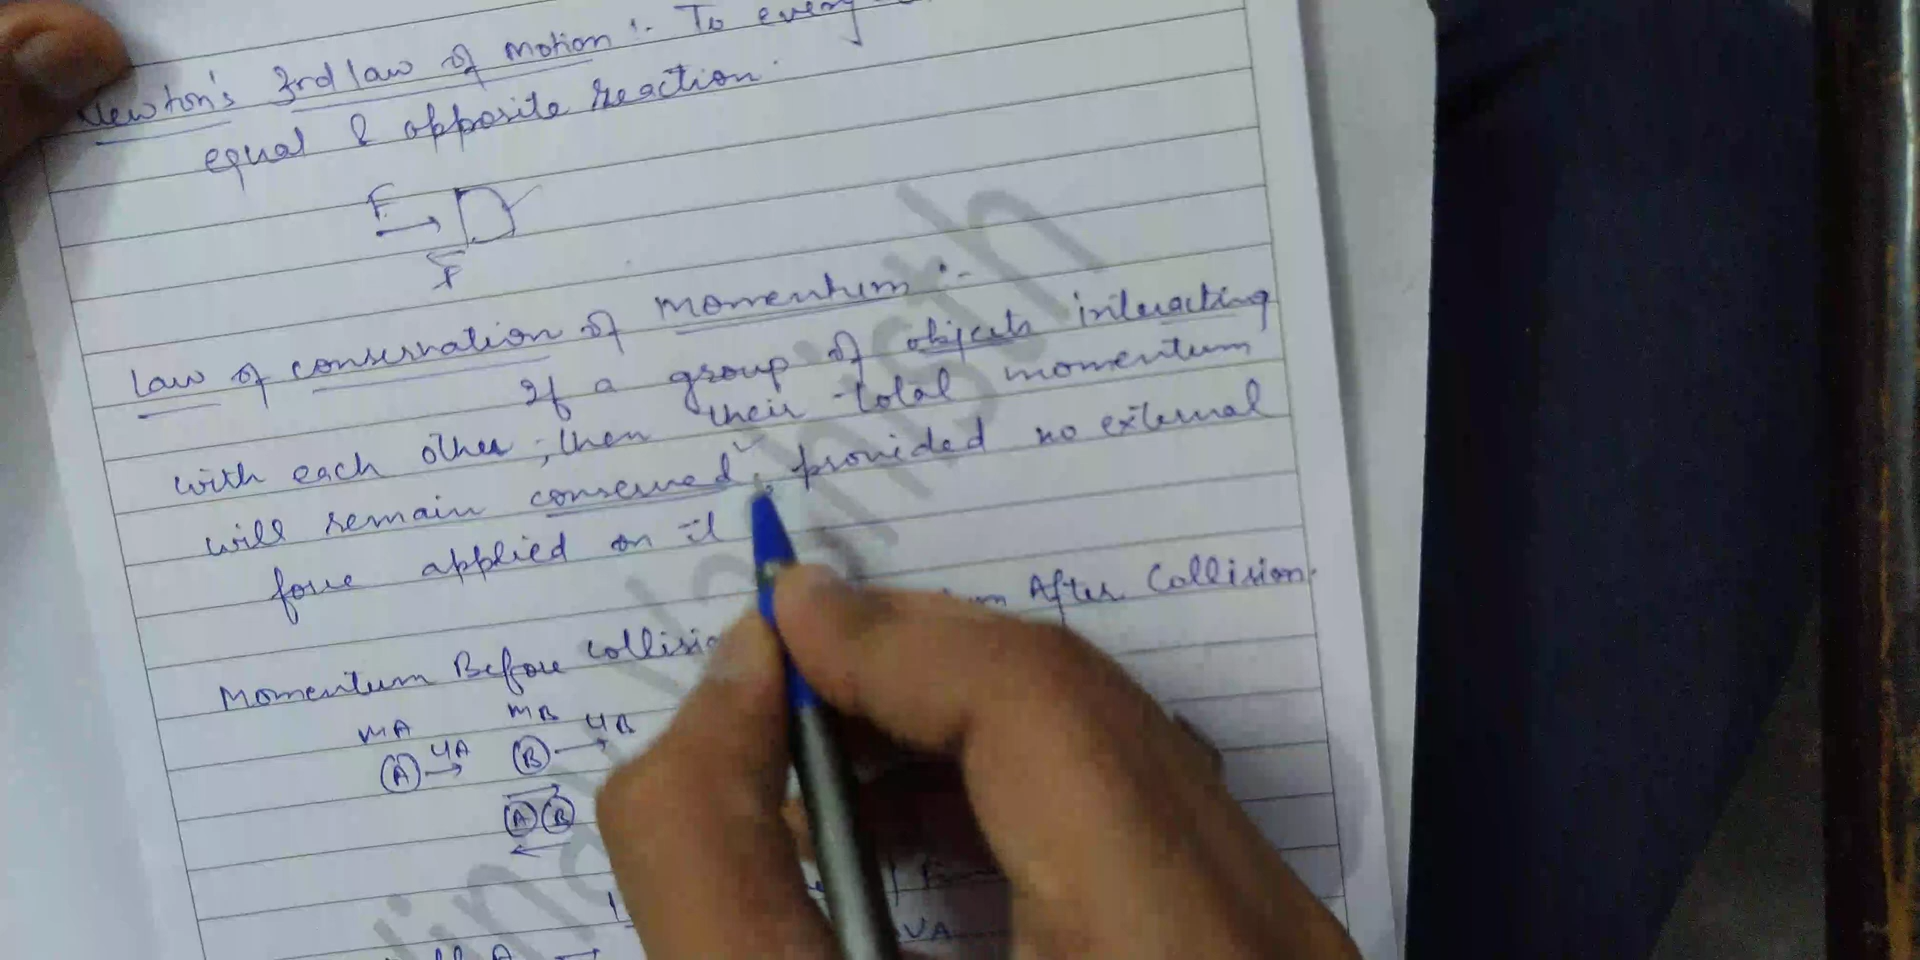 Newton's 3rd law of motion :- To every
equal & opposite reaction.
F
F
Law of conservation of momentum :-
If a group of objects interacting
with each other, then their total momentum
will remain conserved, provided no external
force applied on it
Momentum Before collision After Collision.
MA MB
A uA B uB
A B
VA